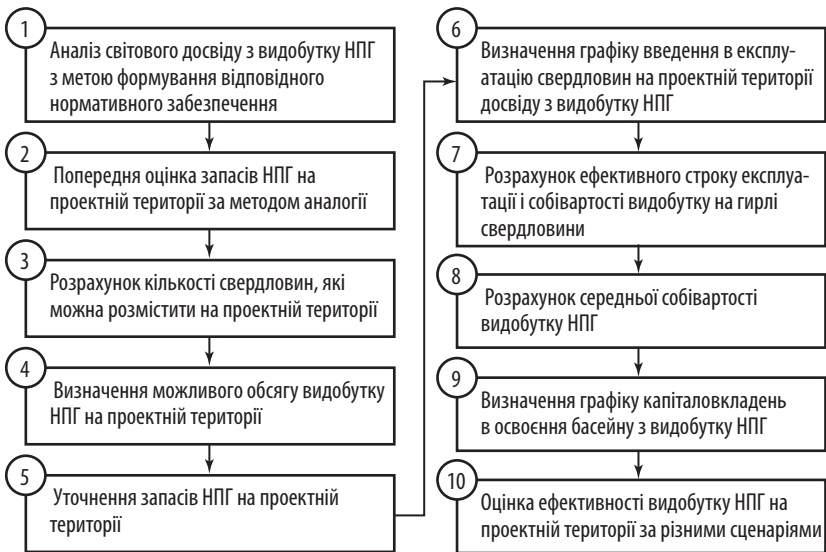 1
Аналіз світового досвіду з видобутку НПГ
з метою формування відповідного
нормативного забезпечення
2
Попередня оцінка запасів НПГ на
проектній території за методом аналогії
3
Розрахунок кількості свердловин, які
можна розмістити на проектній території
4
Визначення можливого обсягу видобутку
НПГ на проектній території
5
Уточнення запасів НПГ на проектній
території
6
Визначення графіку введення в експлу-
атацію свердловин на проектній території
досвіду з видобутку НПГ
7
Розрахунок ефективного строку експлуа-
тації і собівартості видобутку на гирлі
свердловини
8
Розрахунок середньої собівартості
видобутку НПГ
9
Визначення графіку капіталовкладень
в освоєння басейну з видобутку НПГ
10
Оцінка ефективності видобутку НПГ на
проектній території за різними сценаріями